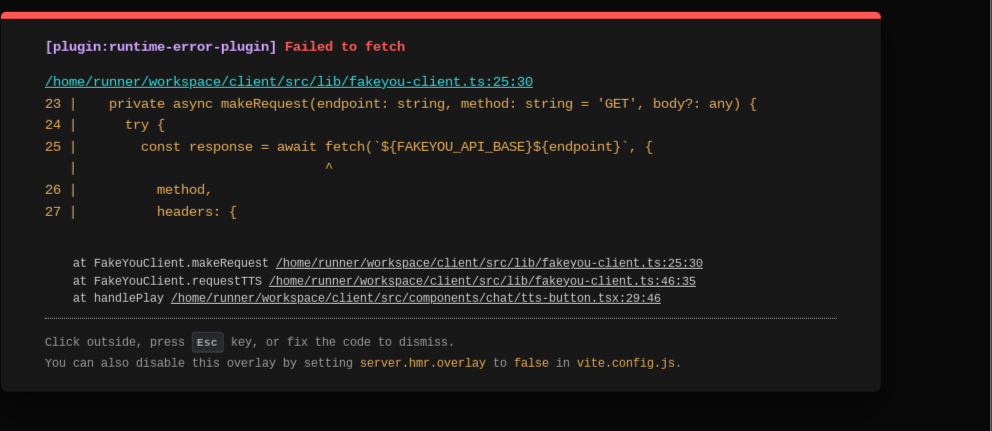 [plugin:runtime-error-plugin] Failed to fetch
/home/runner/workspace/client/src/lib/fakeyou-client.ts:25:30
23 |    private async makeRequest(endpoint: string, method: string = 'GET', body?: any) {
24 |      try {
25 |        const response = await fetch(`${FAKEYOU_API_BASE}${endpoint}`, {
   |                               ^
26 |          method,
27 |          headers: {
at FakeYouClient.makeRequest /home/runner/workspace/client/src/lib/fakeyou-client.ts:25:30
at FakeYouClient.requestTTS /home/runner/workspace/client/src/lib/fakeyou-client.ts:46:35
at handlePlay /home/runner/workspace/client/src/components/chat/tts-button.tsx:29:46
Click outside, press Esc key, or fix the code to dismiss.
You can also disable this overlay by setting server.hmr.overlay to false in vite.config.js.